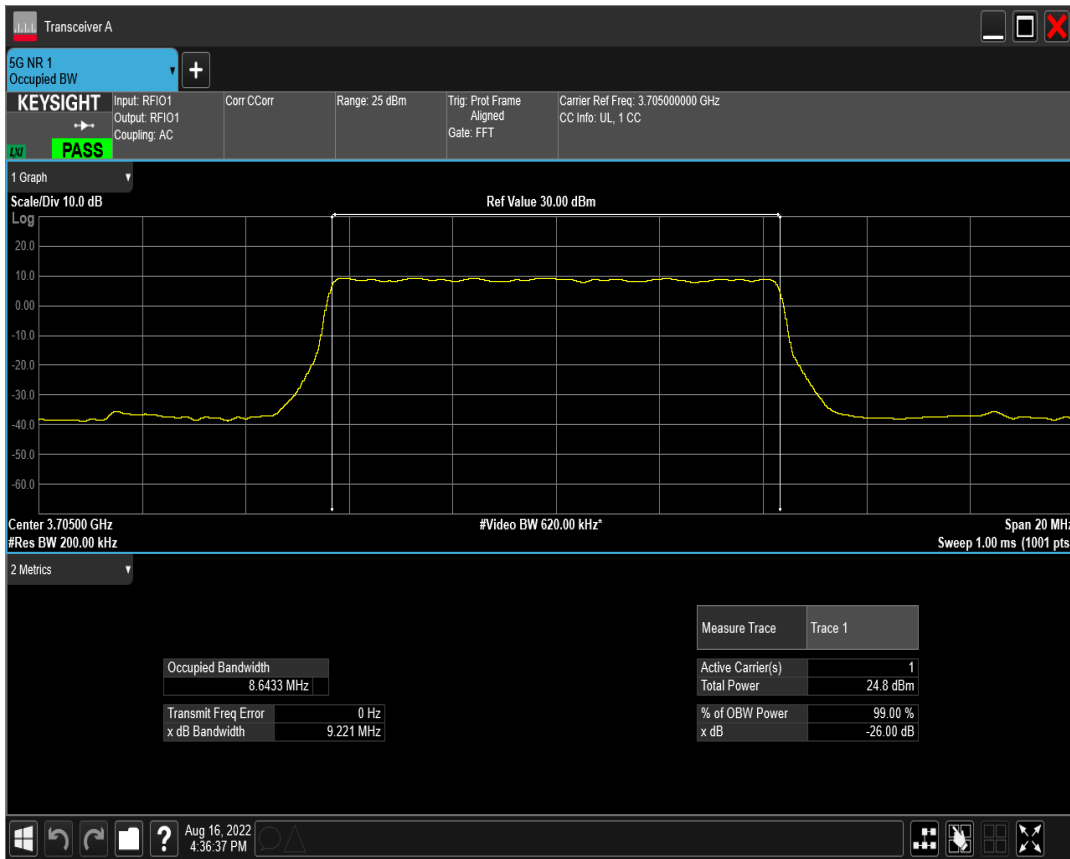 Transceiver A
5G NR 1
Occupied BW
+
KEYSIGHT
LXI
PASS
Input: RFIO1
Output: RFIO1
Coupling: AC
Corr CCorr
Range: 25 dBm
Trig: Prot Frame
Aligned
Gate: FFT
Carrier Ref Freq: 3.705000000 GHz
CC Info: UL, 1 CC
1 Graph
Scale/Div 10.0 dB
Ref Value 30.00 dBm
Log
20.0
10.0
0.00
-10.0
-20.0
-30.0
-40.0
-50.0
-60.0
Center 3.70500 GHz
#Video BW 620.00 kHz*
Span 20 MHz
#Res BW 200.00 kHz
Sweep 1.00 ms (1001 pts
2 Metrics
Measure Trace Trace 1
Occupied Bandwidth
8.6433 MHz
Active Carrier(s) 1
Total Power 24.8 dBm
Transmit Freq Error 0 Hz
x dB Bandwidth 9.221 MHz
% of OBW Power 99.00 %
x dB -26.00 dB
?
Aug 16, 2022
4:36:37 PM